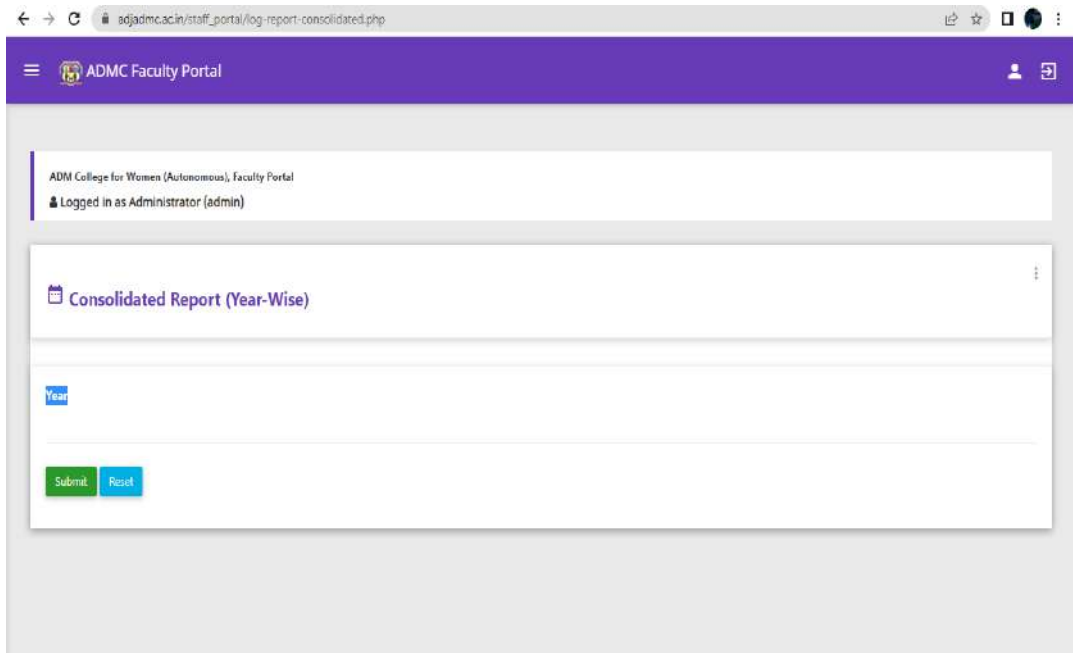 adjadmc.ac.in/staff_portal/log-report-consolidated.php
ADMC Faculty Portal
ADM College for Women (Autonomous), Faculty Portal
Logged in as Administrator (admin)
Consolidated Report (Year-Wise)
Year
Submit Reset